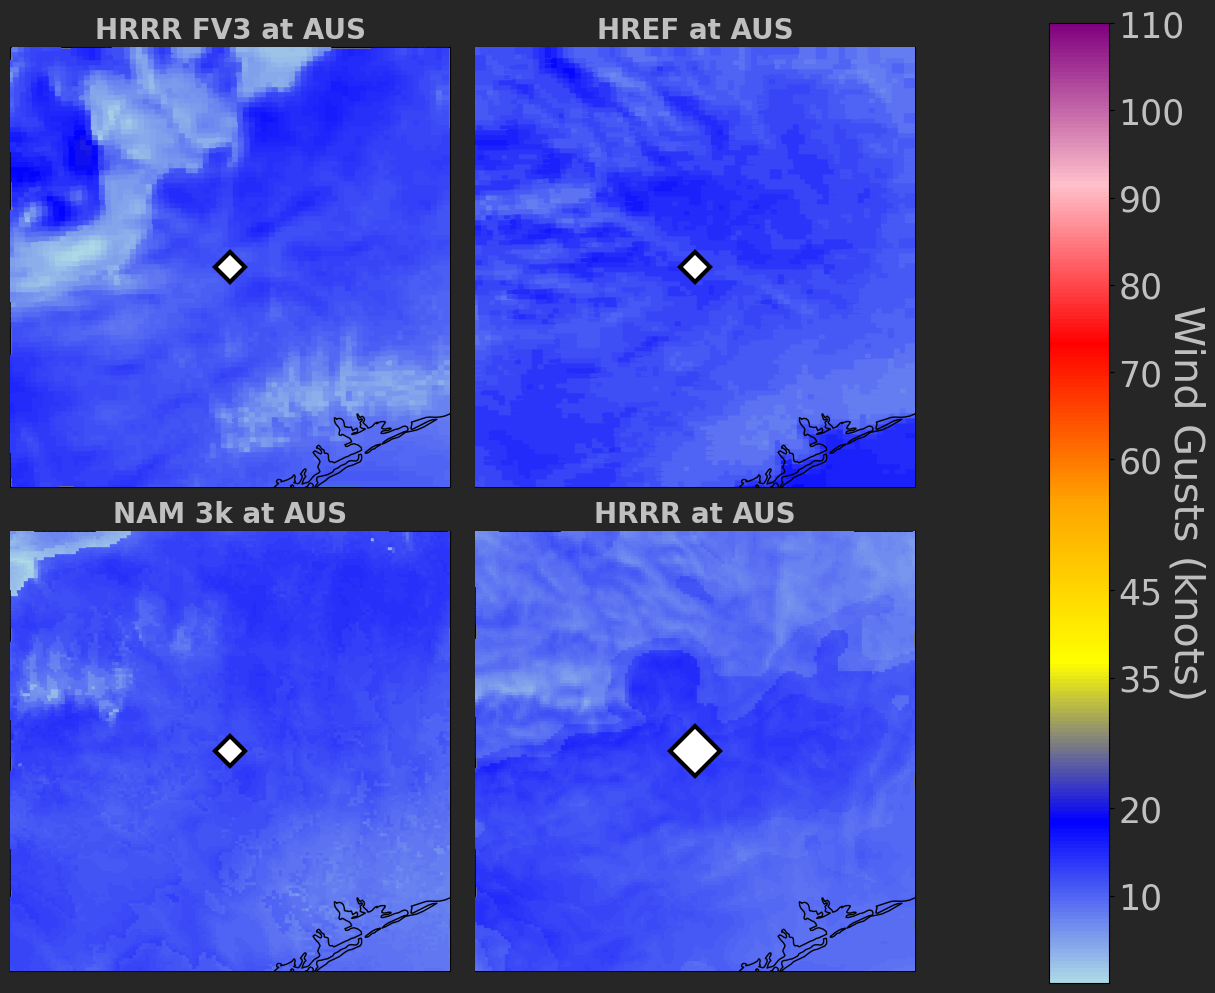 HRRR FV3 at AUS
HREF at AUS
NAM 3k at AUS
HRRR at AUS
110
100
90
80
70
60
45
35
20
10
Wind Gusts (knots)